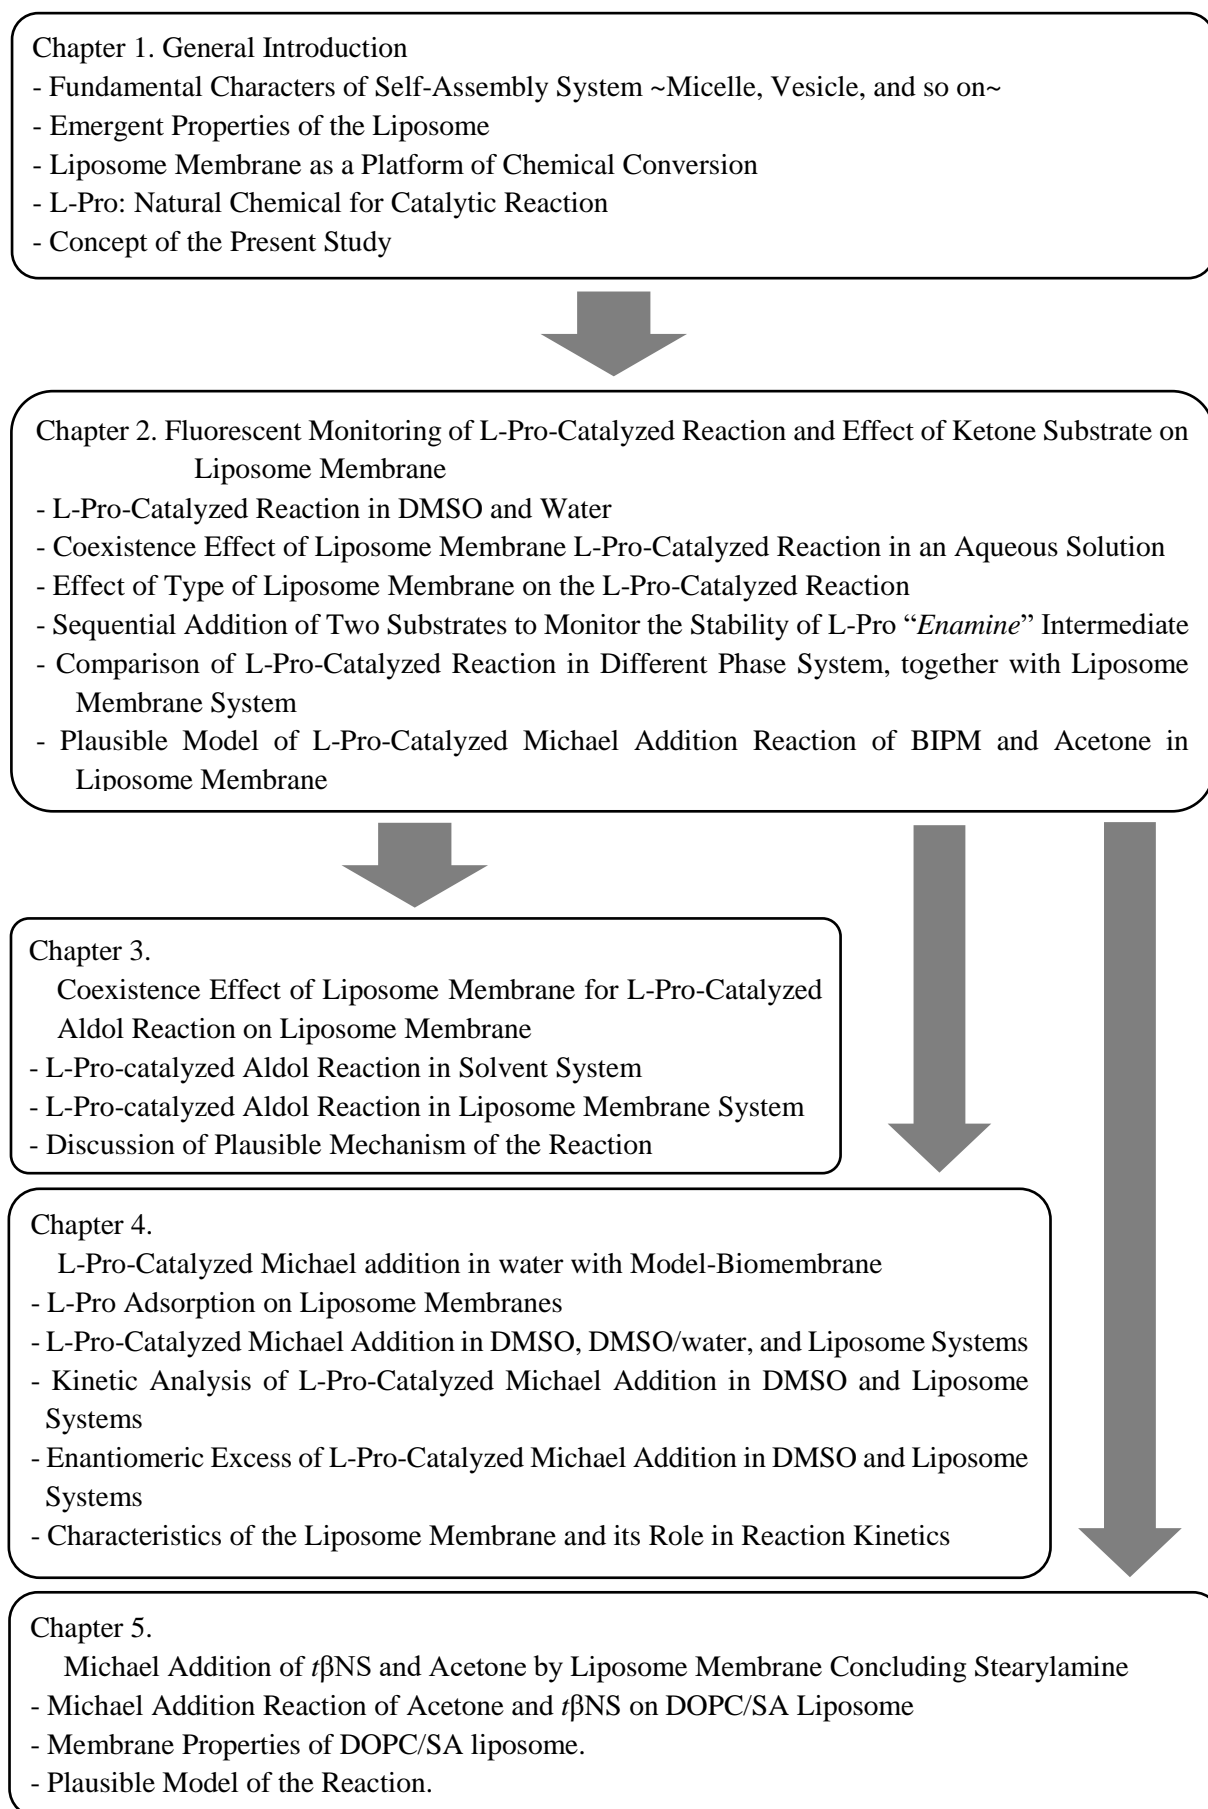 Chapter 1. General Introduction
- Fundamental Characters of Self-Assembly System ~Micelle, Vesicle, and so on~
- Emergent Properties of the Liposome
- Liposome Membrane as a Platform of Chemical Conversion
- L-Pro: Natural Chemical for Catalytic Reaction
- Concept of the Present Study
Chapter 2. Fluorescent Monitoring of L-Pro-Catalyzed Reaction and Effect of Ketone Substrate on
Liposome Membrane
- L-Pro-Catalyzed Reaction in DMSO and Water
- Coexistence Effect of Liposome Membrane L-Pro-Catalyzed Reaction in an Aqueous Solution
- Effect of Type of Liposome Membrane on the L-Pro-Catalyzed Reaction
- Sequential Addition of Two Substrates to Monitor the Stability of L-Pro “Enamine” Intermediate
- Comparison of L-Pro-Catalyzed Reaction in Different Phase System, together with Liposome
Membrane System
- Plausible Model of L-Pro-Catalyzed Michael Addition Reaction of BIPM and Acetone in
Liposome Membrane
Chapter 3.
Coexistence Effect of Liposome Membrane for L-Pro-Catalyzed
Aldol Reaction on Liposome Membrane
- L-Pro-catalyzed Aldol Reaction in Solvent System
- L-Pro-catalyzed Aldol Reaction in Liposome Membrane System
- Discussion of Plausible Mechanism of the Reaction
Chapter 4.
L-Pro-Catalyzed Michael addition in water with Model-Biomembrane
- L-Pro Adsorption on Liposome Membranes
- L-Pro-Catalyzed Michael Addition in DMSO, DMSO/water, and Liposome Systems
- Kinetic Analysis of L-Pro-Catalyzed Michael Addition in DMSO and Liposome
Systems
- Enantiomeric Excess of L-Pro-Catalyzed Michael Addition in DMSO and Liposome
Systems
- Characteristics of the Liposome Membrane and its Role in Reaction Kinetics
Chapter 5.
Michael Addition of tβNS and Acetone by Liposome Membrane Concluding Stearylamine
- Michael Addition Reaction of Acetone and tβNS on DOPC/SA Liposome
- Membrane Properties of DOPC/SA liposome.
- Plausible Model of the Reaction.